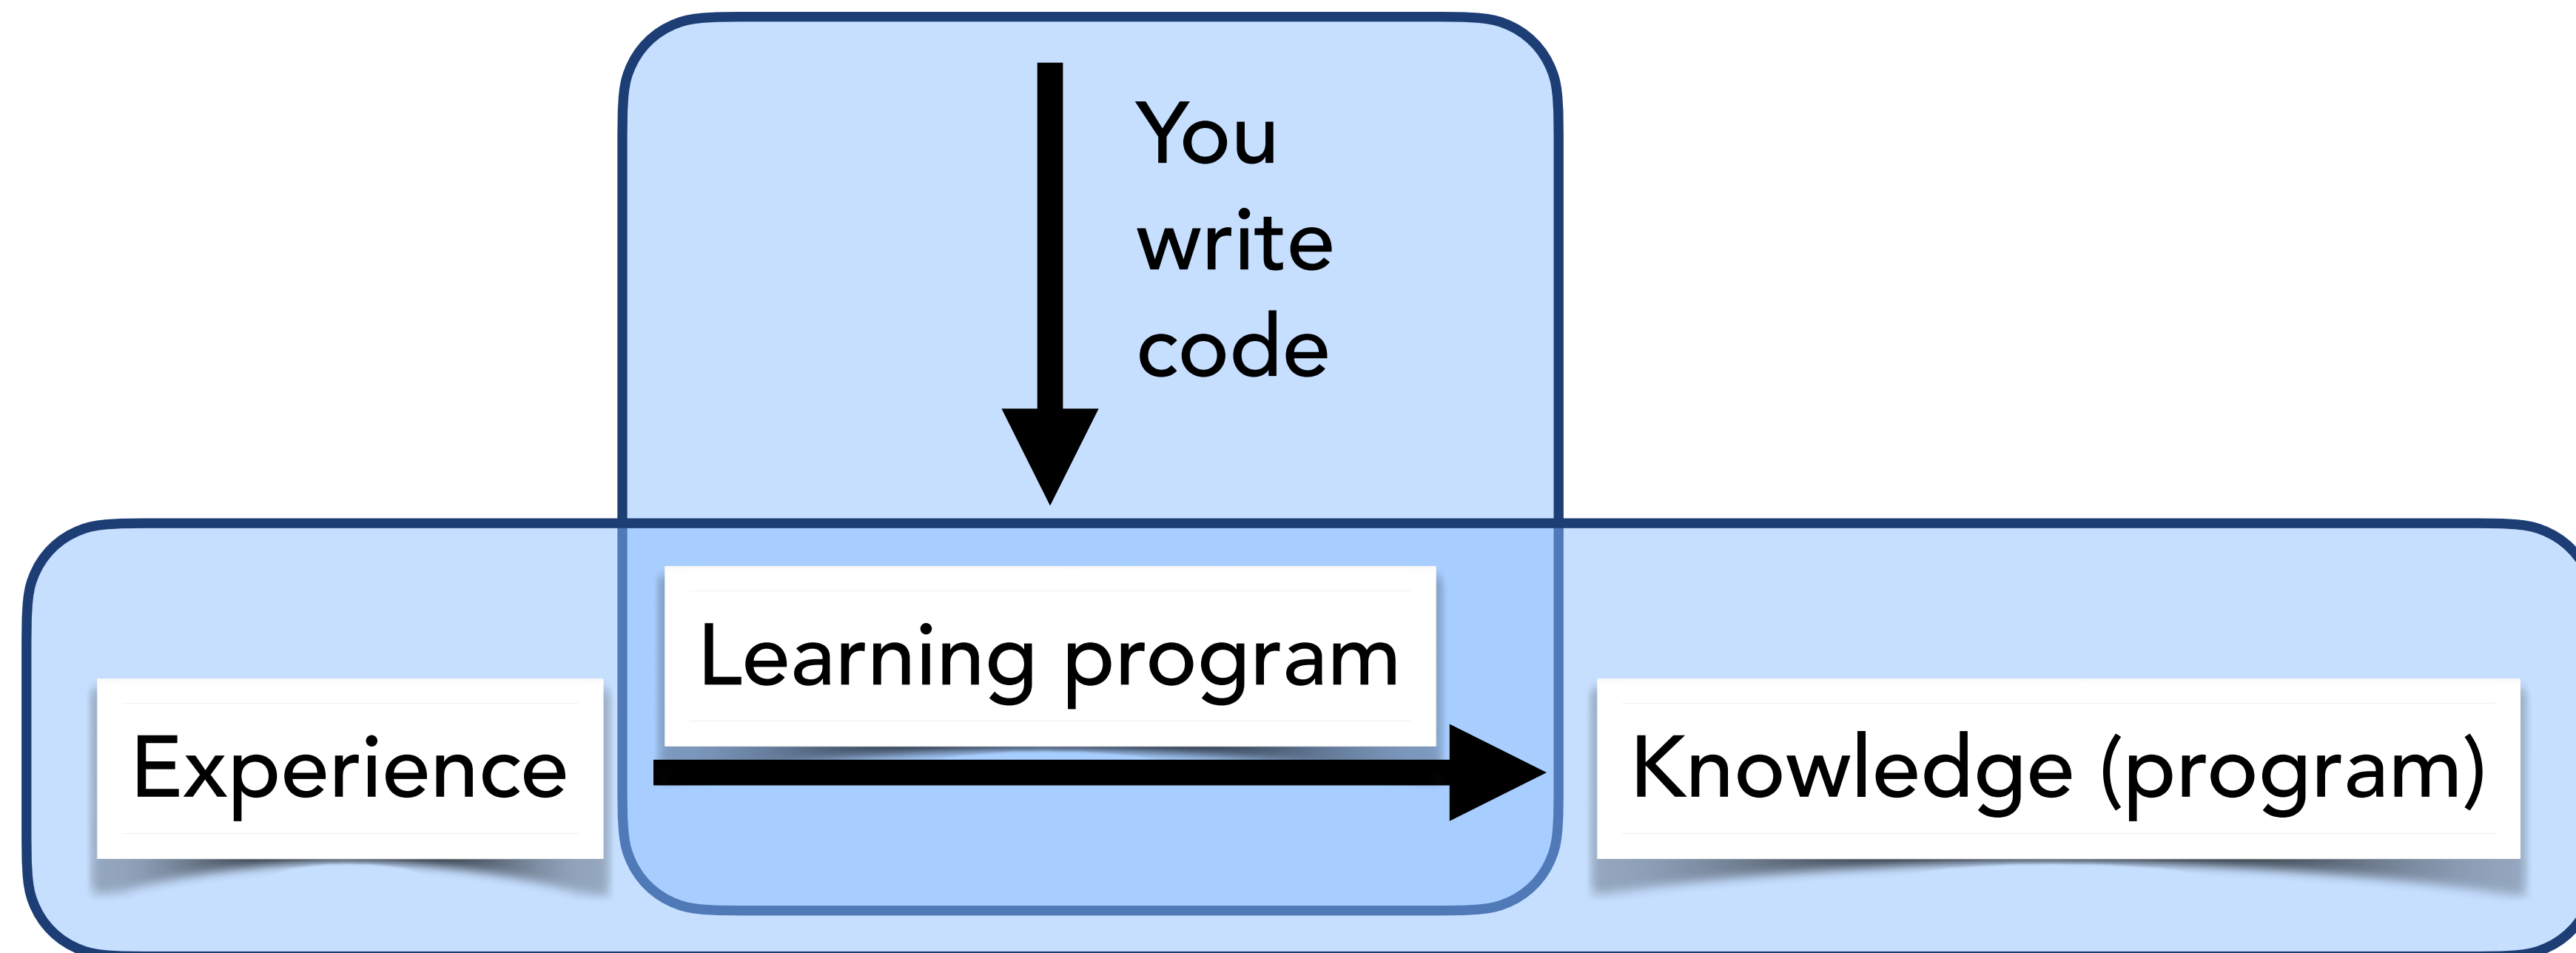 You
write
code
Learning program
Experience
Knowledge (program)